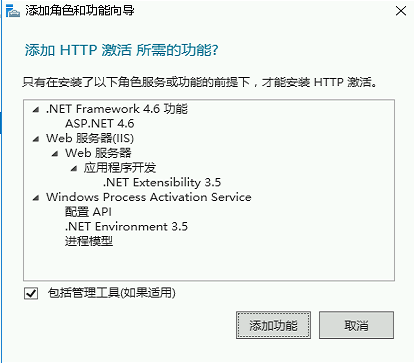 添加角色和功能向导
添加 HTTP 激活 所需的功能?
只有在安装了以下角色服务或功能的前提下，才能安装 HTTP 激活。
.NET Framework 4.6 功能
ASP.NET 4.6
Web 服务器(IIS)
Web 服务器
应用程序开发
.NET Extensibility 3.5
Windows Process Activation Service
配置 API
.NET Environment 3.5
进程模型
包括管理工具(如果适用)
添加功能
取消